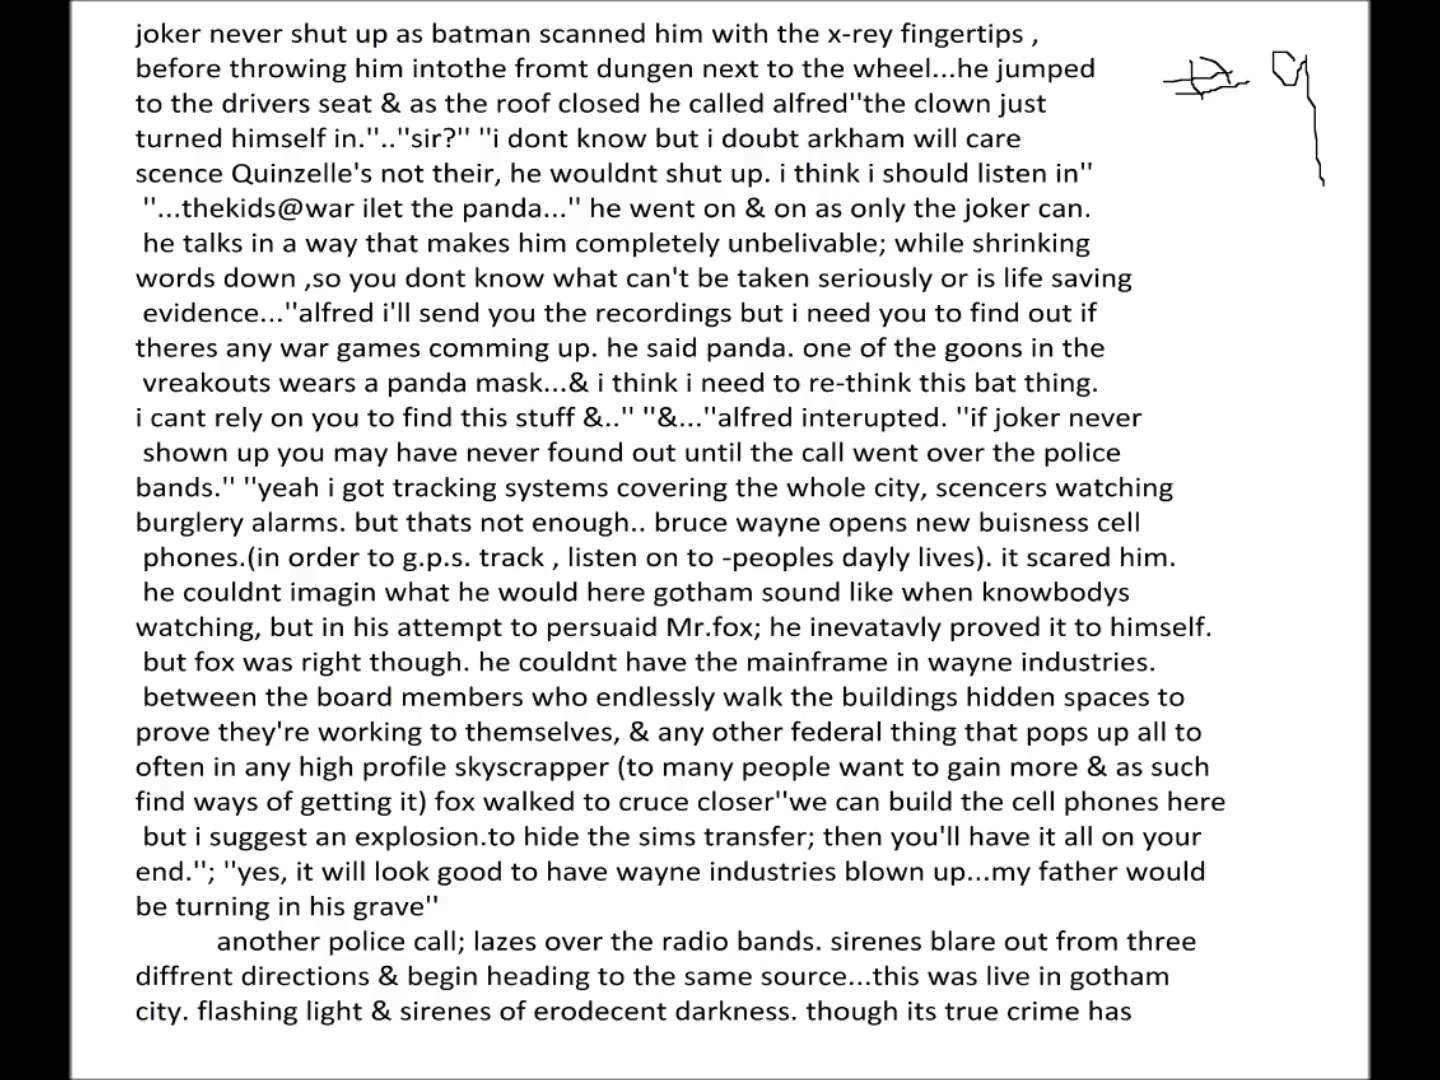 joker never shut up as batman scanned him with the x-rey fingertips ,
before throwing him intothe fromt dungen next to the wheel...he jumped
to the drivers seat & as the roof closed he called alfred"the clown just
turned himself in.".."sir?" "i dont know but i doubt arkham will care
scence Quinzelle's not their, he wouldnt shut up. i think i should listen in"
"...thekids@war ilet the panda..." he went on & on as only the joker can.
he talks in a way that makes him completely unbelivable; while shrinking
words down ,so you dont know what can't be taken seriously or is life saving
evidence..."alfred i'll send you the recordings but i need you to find out if
theres any war games comming up. he said panda. one of the goons in the
vreakouts wears a panda mask...& i think i need to re-think this bat thing.
i cant rely on you to find this stuff &.." "&..."alfred interupted. "if joker never
shown up you may have never found out until the call went over the police
bands." "yeah i got tracking systems covering the whole city, scencers watching
burglery alarms. but thats not enough.. bruce wayne opens new buisness cell
phones.(in order to g.p.s. track , listen on to -peoples dayly lives). it scared him.
he couldnt imagin what he would here gotham sound like when knowbodys
watching, but in his attempt to persuaid Mr.fox; he inevatavly proved it to himself.
but fox was right though. he couldnt have the mainframe in wayne industries.
between the board members who endlessly walk the buildings hidden spaces to
prove they're working to themselves, & any other federal thing that pops up all to
often in any high profile skyscrapper (to many people want to gain more & as such
find ways of getting it) fox walked to cruce closer"we can build the cell phones here
but i suggest an explosion.to hide the sims transfer; then you'll have it all on your
end."; "yes, it will look good to have wayne industries blown up...my father would
be turning in his grave"
another police call; lazes over the radio bands. sirenes blare out from three
diffrent directions & begin heading to the same source...this was live in gotham
city. flashing light & sirenes of erodecent darkness. though its true crime has